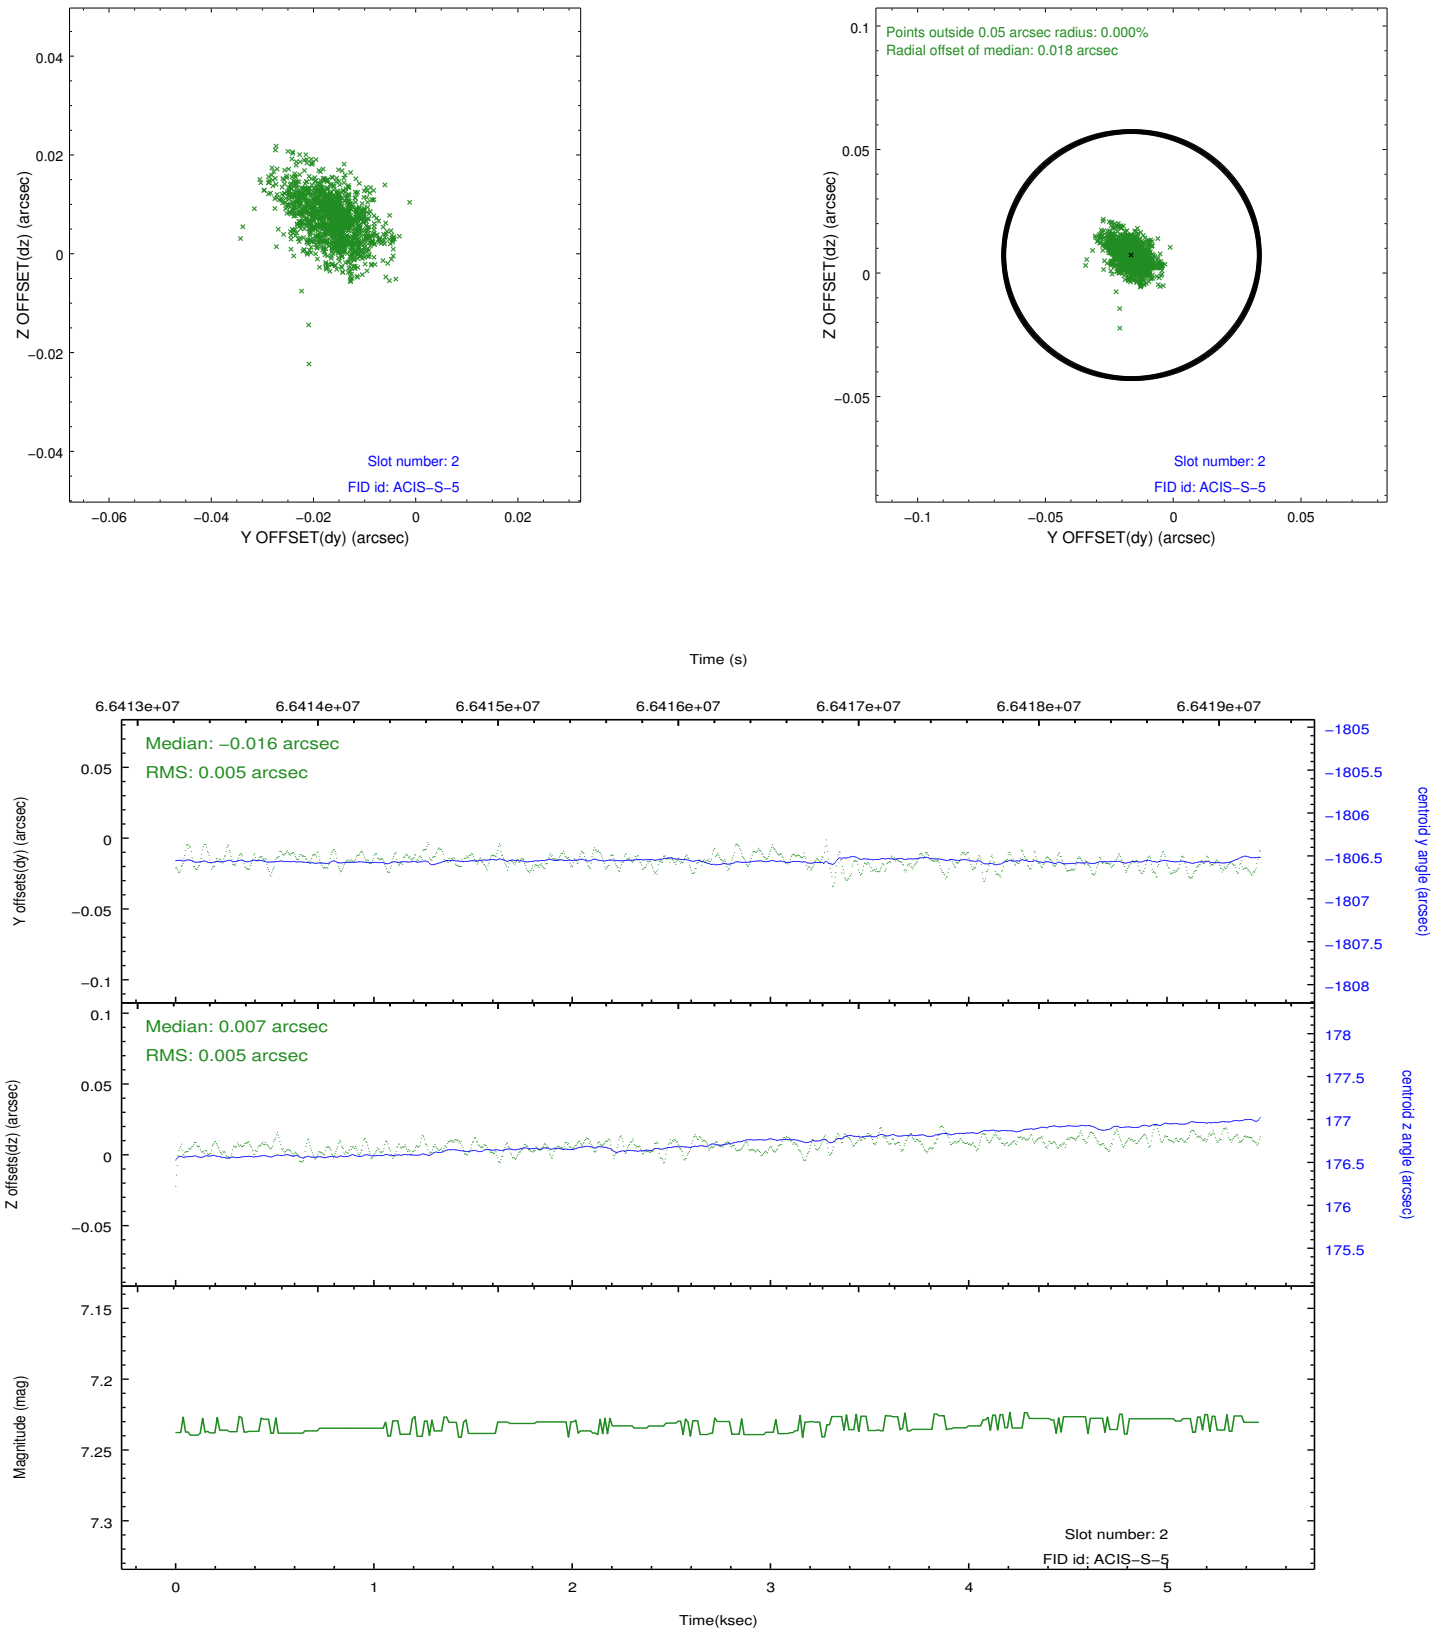 0.04
0.02
0
−0.02
−0.04
Z OFFSET(dz) (arcsec)
Slot number: 2
FID id: ACIS−S−5
−0.06
−0.04
−0.02
0
0.02
Y OFFSET(dy) (arcsec)
Points outside 0.05 arcsec radius: 0.000%
Radial offset of median: 0.018 arcsec
0.1
0.05
0
−0.05
Z OFFSET(dz) (arcsec)
Slot number: 2
FID id: ACIS−S−5
−0.1
−0.05
0
0.05
Y OFFSET(dy) (arcsec)
Time (s)
6.6413e+07
6.6414e+07
6.6415e+07
6.6416e+07
6.6417e+07
6.6418e+07
6.6419e+07
Median: −0.016 arcsec
RMS: 0.005 arcsec
0.05
0
−0.05
−0.1
Y offsets(dy) (arcsec)
−1805
−1805.5
−1806
−1806.5
−1807
−1807.5
−1808
centroid y angle (arcsec)
Median: 0.007 arcsec
RMS: 0.005 arcsec
0.1
0.05
0
−0.05
Z offsets(dz) (arcsec)
178
177.5
177
176.5
176
175.5
centroid z angle (arcsec)
7.15
7.2
7.25
7.3
Magnitude (mag)
Slot number: 2
FID id: ACIS−S−5
0
1
2
3
4
5
Time(ksec)